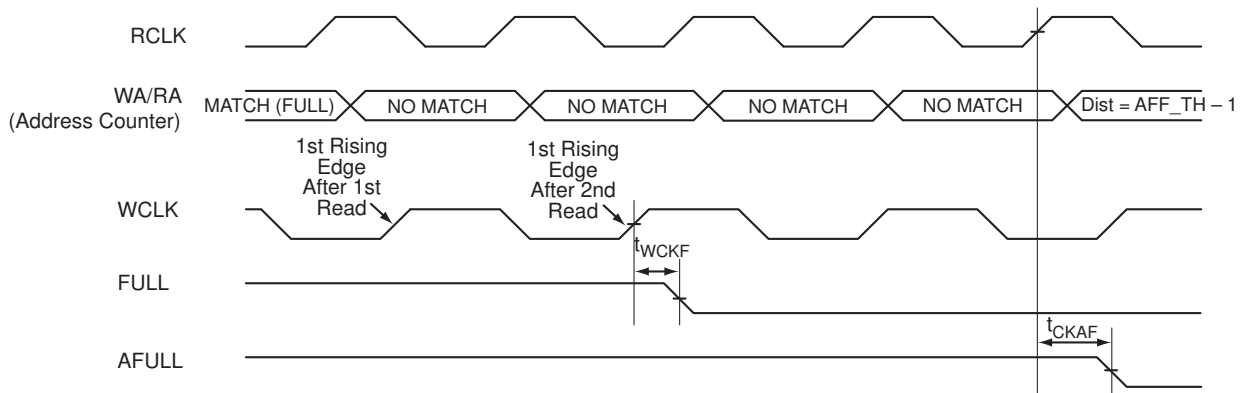 RCLK
WA/RA
(Address Counter)
MATCH (FULL)
NO MATCH
NO MATCH
NO MATCH
NO MATCH
Dist = AFF_TH – 1
1st Rising
Edge
After 1st
Read
1st Rising
Edge
After 2nd
Read
WCLK
tWCKF
FULL
tCKAF
AFULL